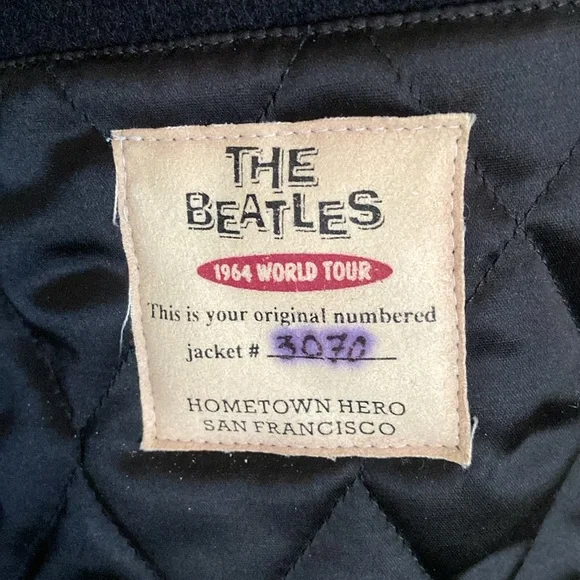 THE
BEATLES
1964 WORLD TOUR
This is your original numbered
jacket # 3070
HOMETOWN HERO
SAN FRANCISCO